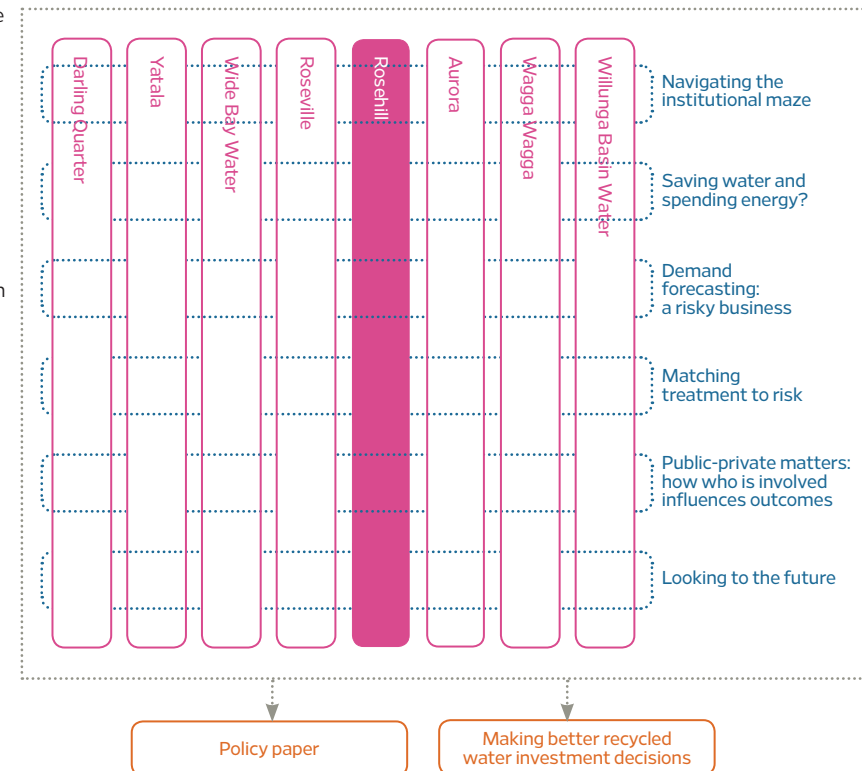 e
n
Darling Quarter
Yatala
Wide Bay Water
Roseville
Rosehill
Aurora
Wagga Wagga
Willunga Basin Water
Navigating the
institutional maze
Saving water and
spending energy?
Demand
forecasting:
a risky business
Matching
treatment to risk
Public-private matters:
how who is involved
influences outcomes
Looking to the future
Policy paper
Making better recycled
water investment decisions